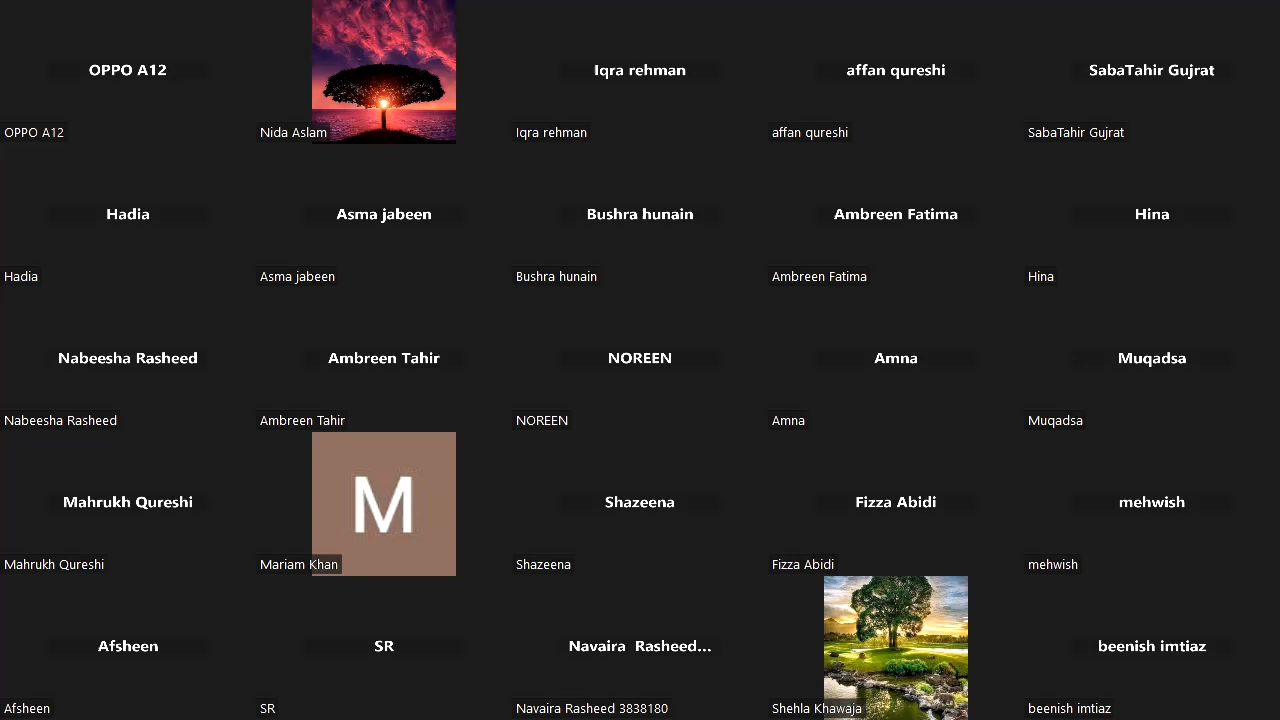 OPPO A12
OPPO A12
Nida Aslam
Iqra rehman
Iqra rehman
affan qureshi
affan qureshi
SabaTahir Gujrat
SabaTahir Gujrat
Hadia
Hadia
Asma jabeen
Asma jabeen
Bushra hunain
Bushra hunain
Ambreen Fatima
Ambreen Fatima
Hina
Hina
Nabeesha Rasheed
Nabeesha Rasheed
Ambreen Tahir
Ambreen Tahir
NOREEN
NOREEN
Amna
Amna
Muqadsa
Muqadsa
Mahrukh Qureshi
Mahrukh Qureshi
M
Mariam Khan
Shazeena
Shazeena
Fizza Abidi
Fizza Abidi
mehwish
mehwish
Afsheen
Afsheen
SR
SR
Navaira  Rasheed...
Navaira Rasheed 3838180
Shehla Khawaja
beenish imtiaz
beenish imtiaz